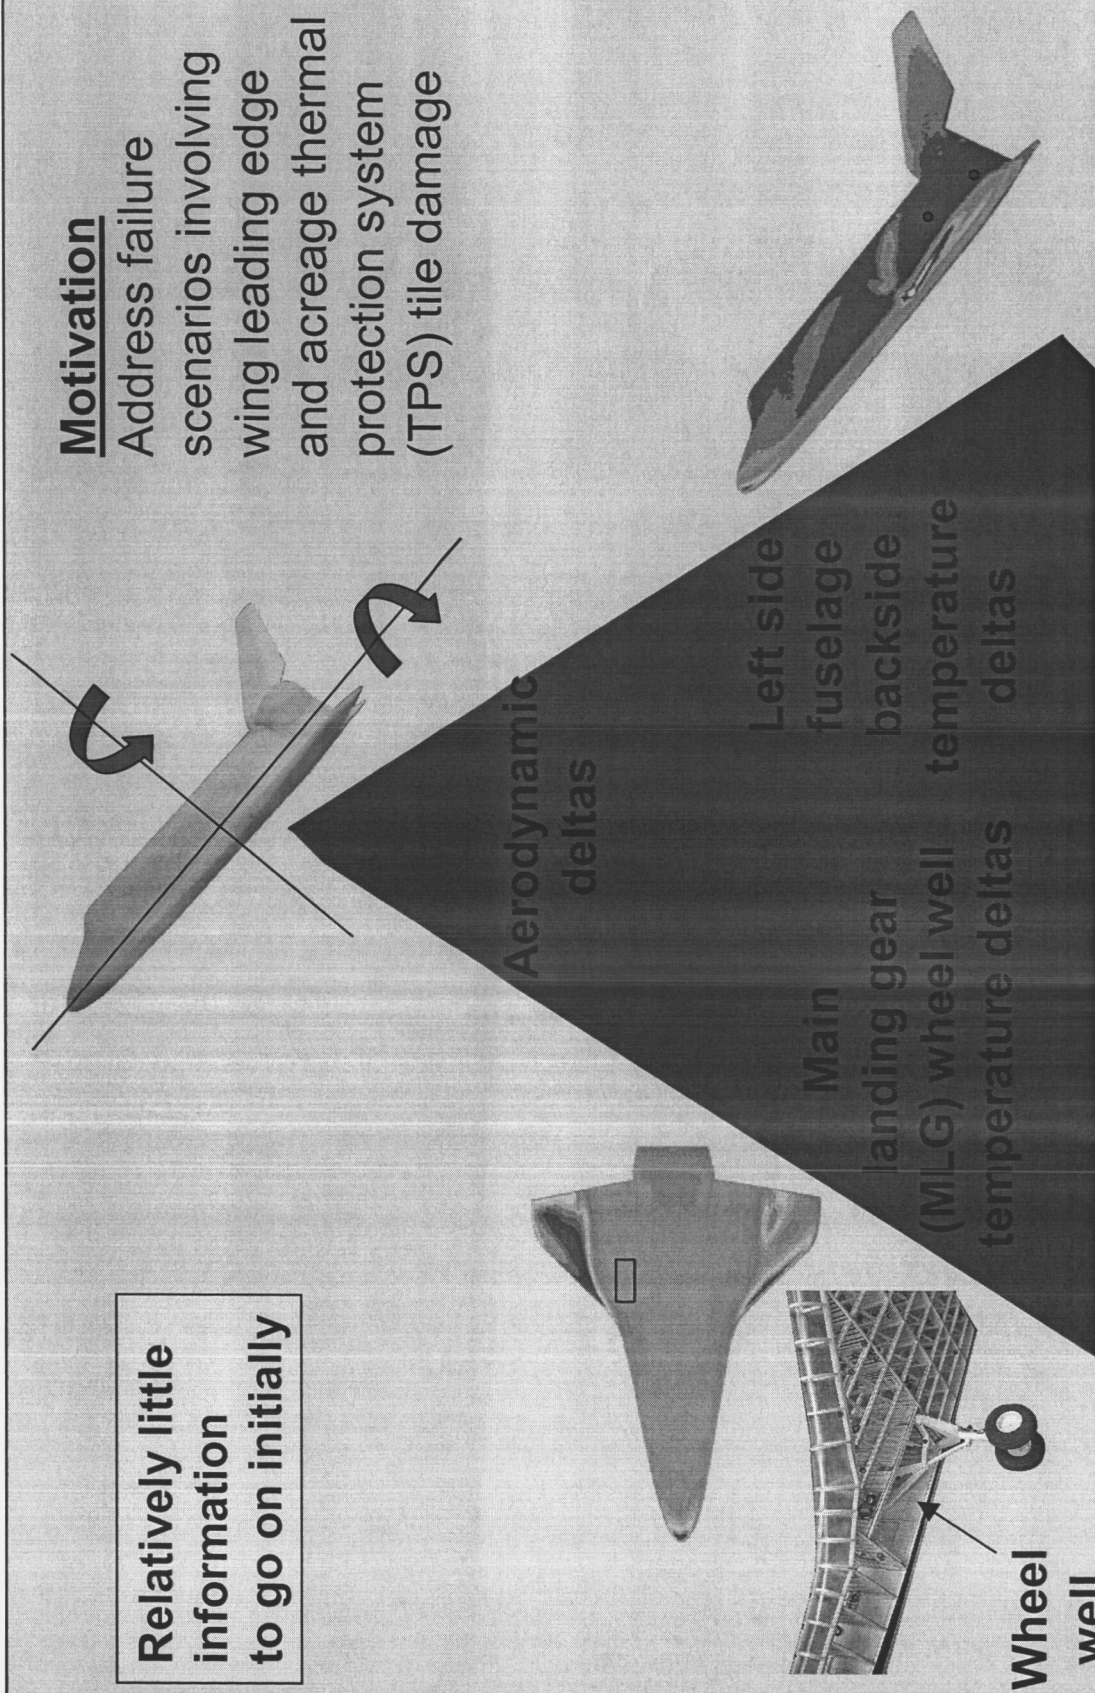 Relatively little
information
to go on initially
Motivation
Address failure
scenarios involving
wing leading edge
and acreage thermal
protection system
(TPS) tile damage
Aerodynamic
deltas
Main
landing gear
(MLG) wheel well
temperature deltas
Left side
fuselage
backside
temperature
deltas
Wheel
well